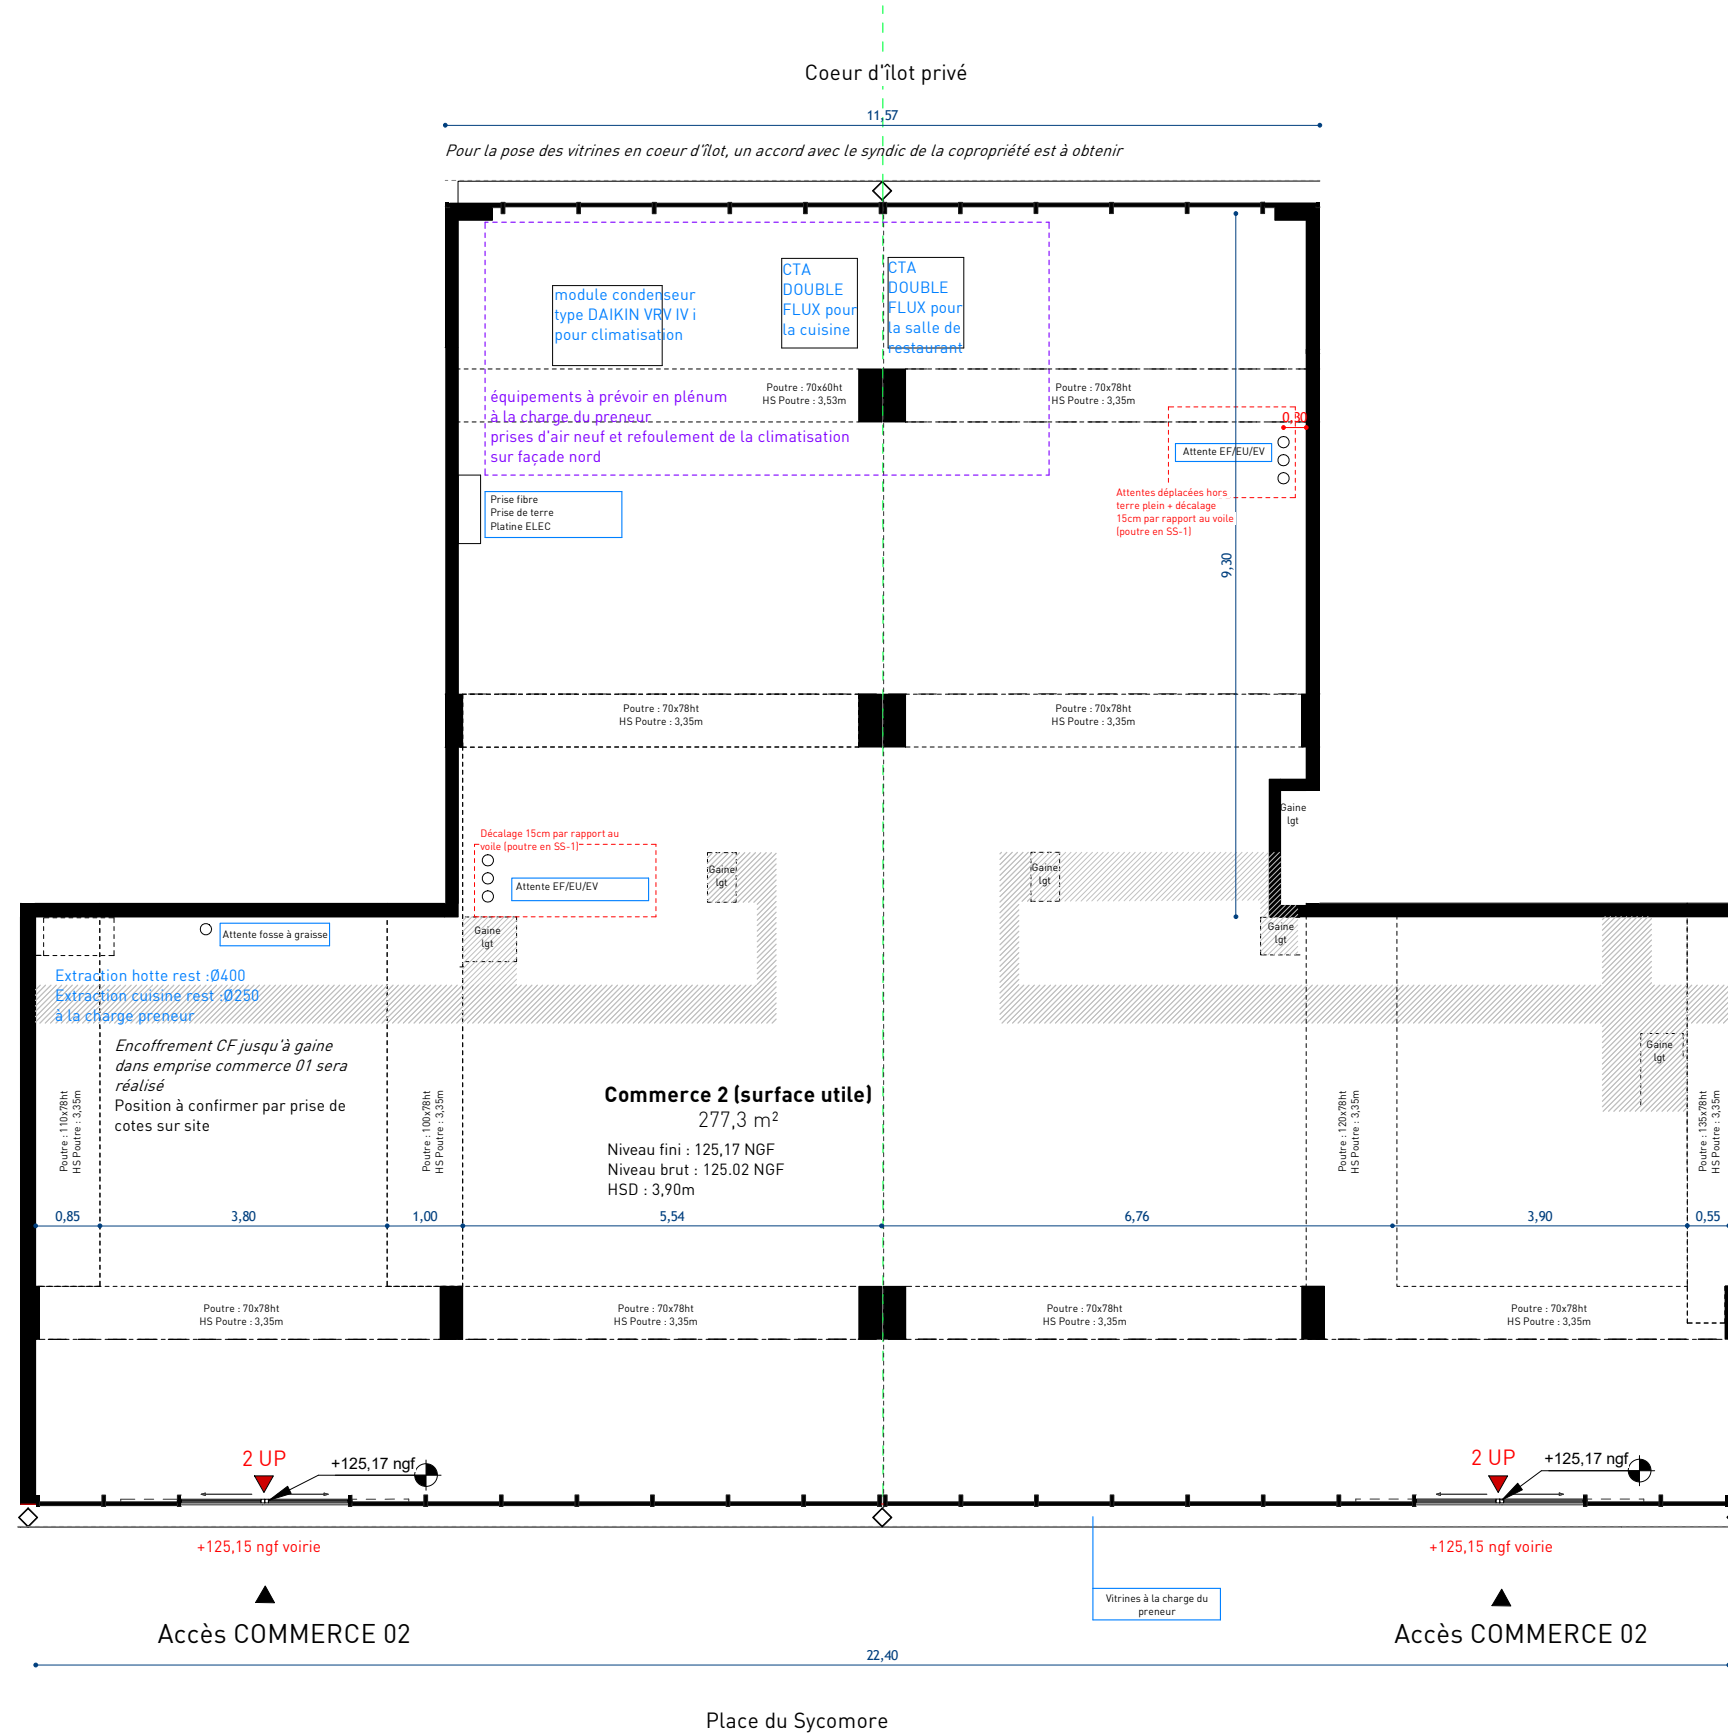 Coeur d'îlot privé
11,57
Pour la pose des vitrines en coeur d'îlot, un accord avec le syndic de la copropriété est à obtenir
module condenseur
type DAIKIN VRV IV i
pour climatisation
CTA
DOUBLE
FLUX pour
la cuisine
CTA
DOUBLE
FLUX pour
la salle de
restaurant
Poutre : 70x60ht
HS Poutre : 3,53m
Poutre : 70x78ht
HS Poutre : 3,35m
équipements à prévoir en plénum
à la charge du preneur
prises d'air neuf et refoulement de la climatisation
sur façade nord
0,30
Attente EF/EU/EV
Attentes déplacées hors
terre plein + décalage
15cm par rapport au voile
(poutre en SS-1)
Prise fibre
Prise de terre
Platine ELEC
9,30
Poutre : 70x78ht
HS Poutre : 3,35m
Poutre : 70x78ht
HS Poutre : 3,35m
Gaine
lgt
Décalage 15cm par rapport au
voile (poutre en SS-1)
Attente EF/EU/EV
Gaine
lgt
Gaine
lgt
Attente fosse à graisse
Gaine
lgt
Gaine
lgt
Extraction hotte rest :Ø400
Extraction cuisine rest :Ø250
à la charge preneur
Encoffrement CF jusqu'à gaine
dans emprise commerce 01 sera
réalisé
Position à confirmer par prise de
cotes sur site
Gaine
lgt
Poutre : 110x78ht
HS Poutre : 3,35m
Poutre : 100x78ht
HS Poutre : 3,35m
Commerce 2 (surface utile)
277,3 m²
Niveau fini : 125,17 NGF
Niveau brut : 125.02 NGF
HSD : 3,90m
Poutre : 120x78ht
HS Poutre : 3,35m
Poutre : 135x78ht
HS Poutre : 3,35m
0,85
3,80
1,00
5,54
6,76
3,90
0,55
Poutre : 70x78ht
HS Poutre : 3,35m
Poutre : 70x78ht
HS Poutre : 3,35m
Poutre : 70x78ht
HS Poutre : 3,35m
Poutre : 70x78ht
HS Poutre : 3,35m
2 UP
+125,17 ngf
2 UP
+125,17 ngf
+125,15 ngf voirie
+125,15 ngf voirie
Vitrines à la charge du
preneur
Accès COMMERCE 02
Accès COMMERCE 02
22,40
Place du Sycomore